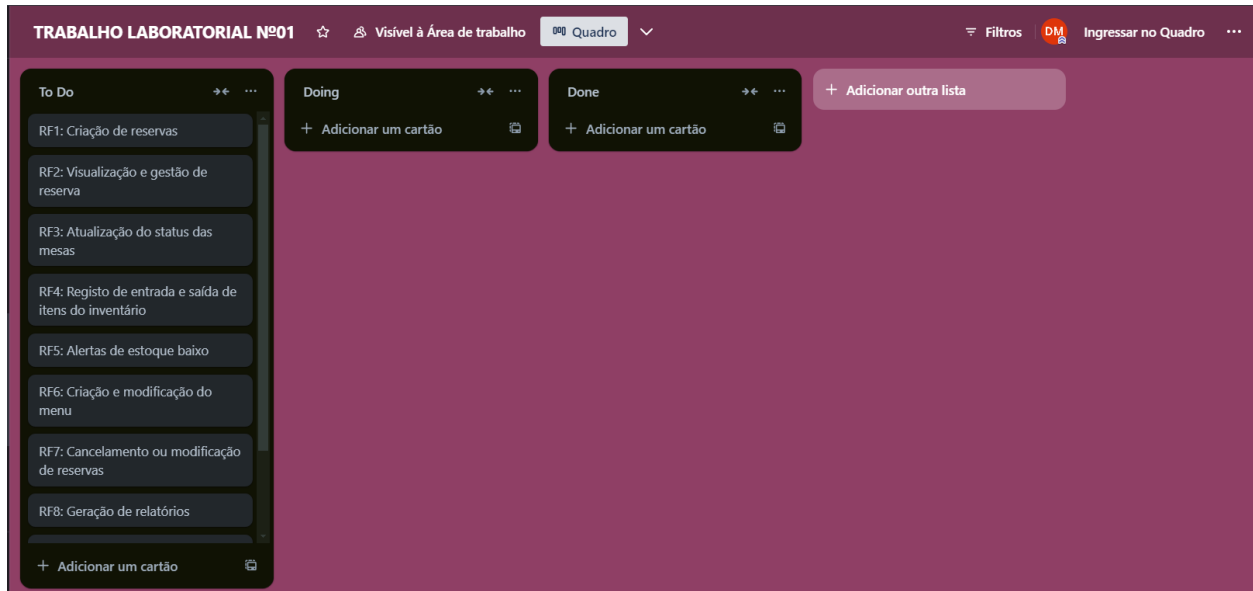 TRABALHO LABORATORIAL Nº01
Visível à Área de trabalho
Quadro
Filtros
DM
Ingressar no Quadro
To Do
RF1: Criação de reservas
RF2: Visualização e gestão de
reserva
RF3: Atualização do status das
mesas
RF4: Registo de entrada e saída de
itens do inventário
RF5: Alertas de estoque baixo
RF6: Criação e modificação do
menu
RF7: Cancelamento ou modificação
de reservas
RF8: Geração de relatórios
+ Adicionar um cartão
Doing
+ Adicionar um cartão
Done
+ Adicionar um cartão
+ Adicionar outra lista